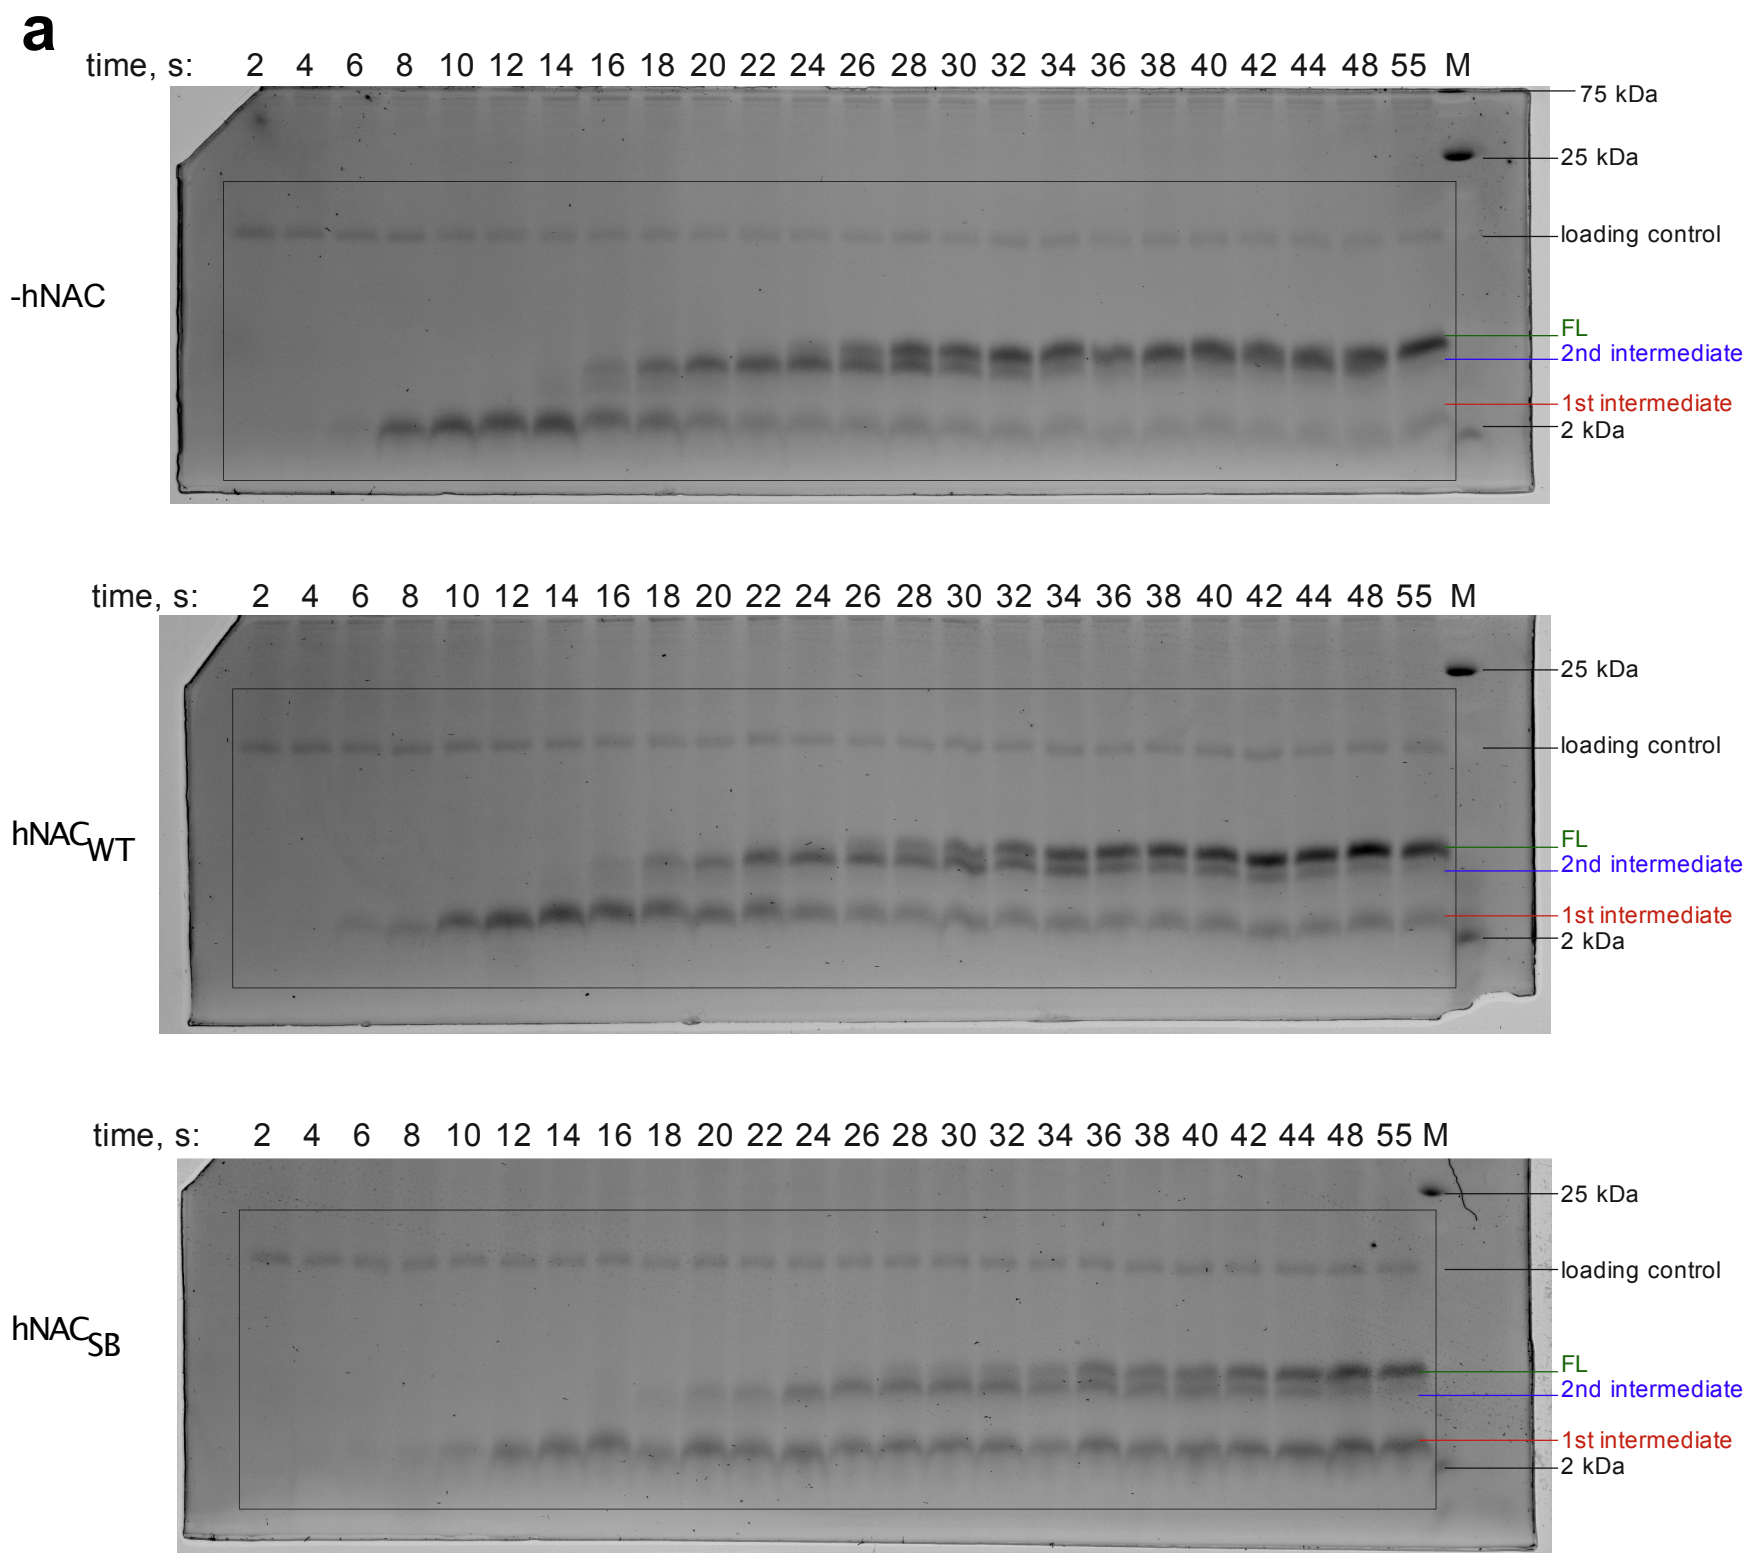 a
time, s: 2 4 6 8 10 12 14 16 18 20 22 24 26 28 30 32 34 36 38 40 42 44 48 55 M
75 kDa
25 kDa
loading control
-hNAC
FL
2nd intermediate
1st intermediate
2 kDa
time, s: 2 4 6 8 10 12 14 16 18 20 22 24 26 28 30 32 34 36 38 40 42 44 48 55 M
25 kDa
loading control
hNACWT
FL
2nd intermediate
1st intermediate
2 kDa
time, s: 2 4 6 8 10 12 14 16 18 20 22 24 26 28 30 32 34 36 38 40 42 44 48 55 M
25 kDa
loading control
hNACSB
FL
2nd intermediate
1st intermediate
2 kDa